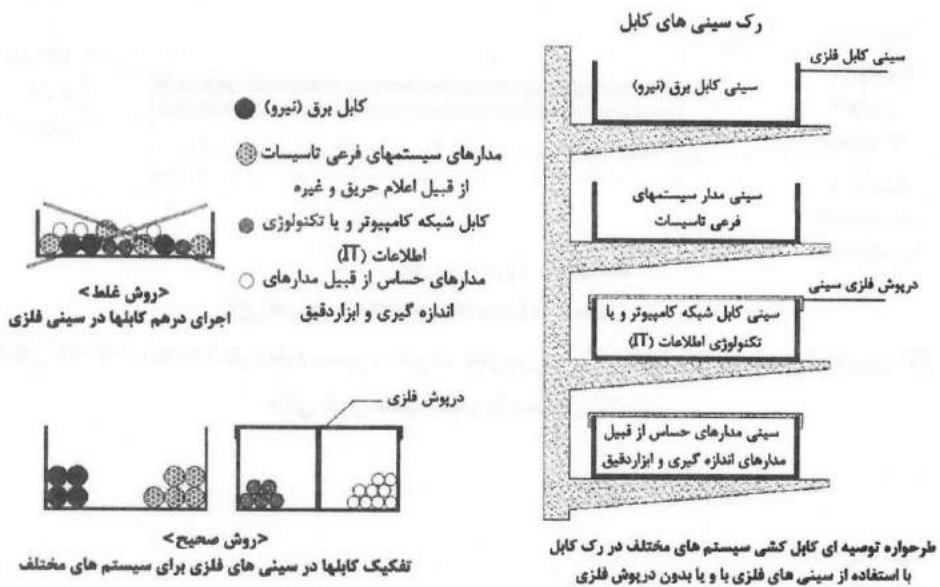 رک سینی های کابل
سینی کابل فلزی
سینی کابل برق (نیرو)
سینی مدار سیستمهای
فرعی تاسیسات
درپوش فلزی سینی
سینی کابل شبکه کامپیوتر و یا
تکنولوژی اطلاعات (IT)
سینی مدارهای حساس از قبیل
مدارهای اندازه گیری و ابزاردقیق
طرحواره توصیه ای کابل کشی سیستم های مختلف در رک کابل
با استفاده از سینی های فلزی با و یا بدون درپوش فلزی
کابل برق (نیرو)
مدارهای سیستمهای فرعی تاسیسات
از قبیل اعلام حریق و غیره
کابل شبکه کامپیوتر و یا تکنولوژی
اطلاعات (IT)
مدارهای حساس از قبیل مدارهای
اندازه گیری و ابزاردقیق
<روش غلط>
اجرای درهم کابلها در سینی فلزی
درپوش فلزی
<روش صحیح>
تفکیک کابلها در سینی های فلزی برای سیستم های مختلف